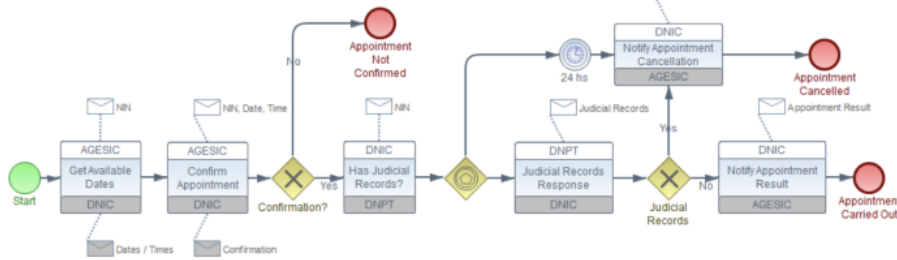 DNIC
Notify Appointment
Cancellation
AGESIC
No
Appointment
Not
Confirmed
24 hs
Appointment
Cancelled
NIN
NIN, Date, Time
NIN
Judicial Records
Yes
Appointment Result
AGESIC
Get Available
Dates
DNIC
AGESIC
Confirm
Appointment
DNIC
DNIC
Has Judicial
Records?
DNPT
DNPT
Judicial Records
Response
DNIC
DNIC
Notify Appointment
Result
AGESIC
Start
Confirmation?
Yes
No
Judicial
Records
Appointment
Carried Out
Dates / Times
Confirmation